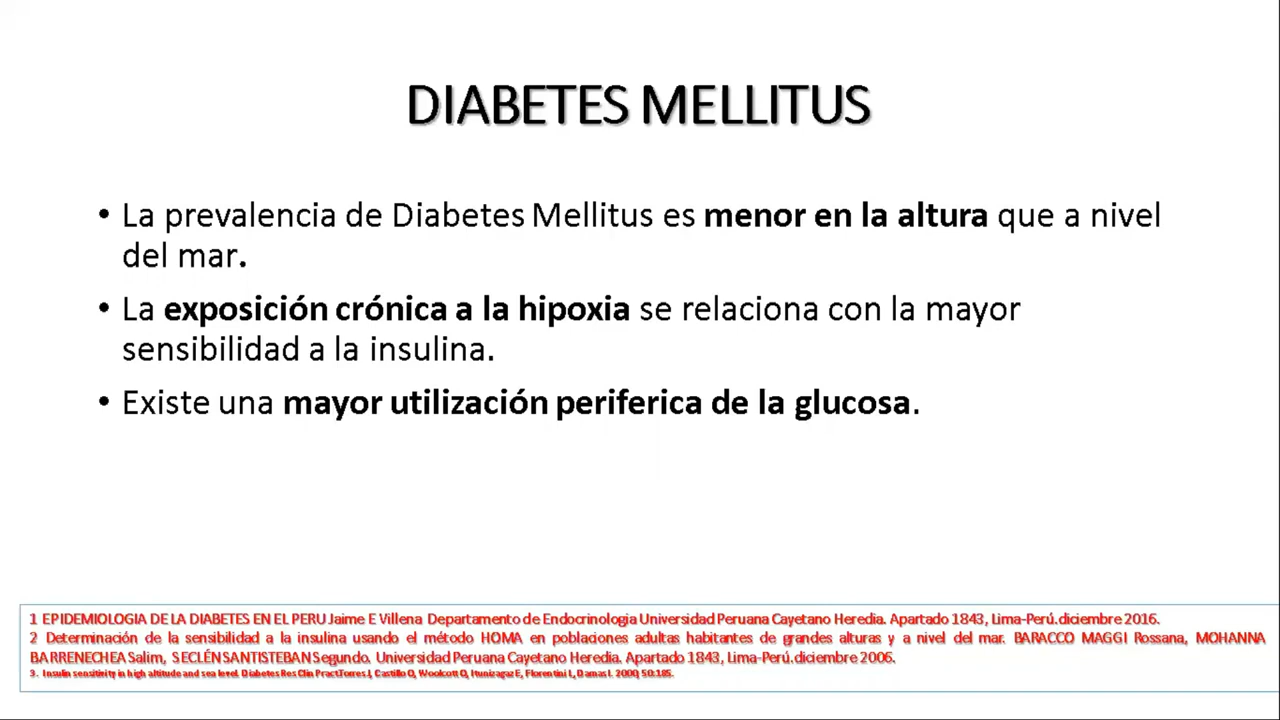 DIABETES MELLITUS
• La prevalencia de Diabetes Mellitus es menor en la altura que a nivel
del mar.
• La exposición crónica a la hipoxia se relaciona con la mayor
sensibilidad a la insulina.
• Existe una mayor utilización periferica de la glucosa.
1 EPIDEMIOLOGIA DE LA DIABETES EN EL PERU Jaime E Villena Departamento de Endocrinologia Universidad Peruana Cayetano Heredia. Apartado 1843, Lima-Perú.diciembre 2016.
2 Determinación de la sensibilidad a la insulina usando el método HOMA en poblaciones adultas habitantes de grandes alturas y a nivel del mar. BARACCO MAGGI Rossana, MOHANNA
BARRENECHEA Salim, SECLÉN SANTISTEBAN Segundo. Universidad Peruana Cayetano Heredia. Apartado 1843, Lima-Perú.diciembre 2006.
3. Insulin sensitivity in high altitude and sea level. Diabetes Res Clin Pract Torres J, Castillo O, Woolcott O, Florentini L, Damas I. 2000, 50:185.